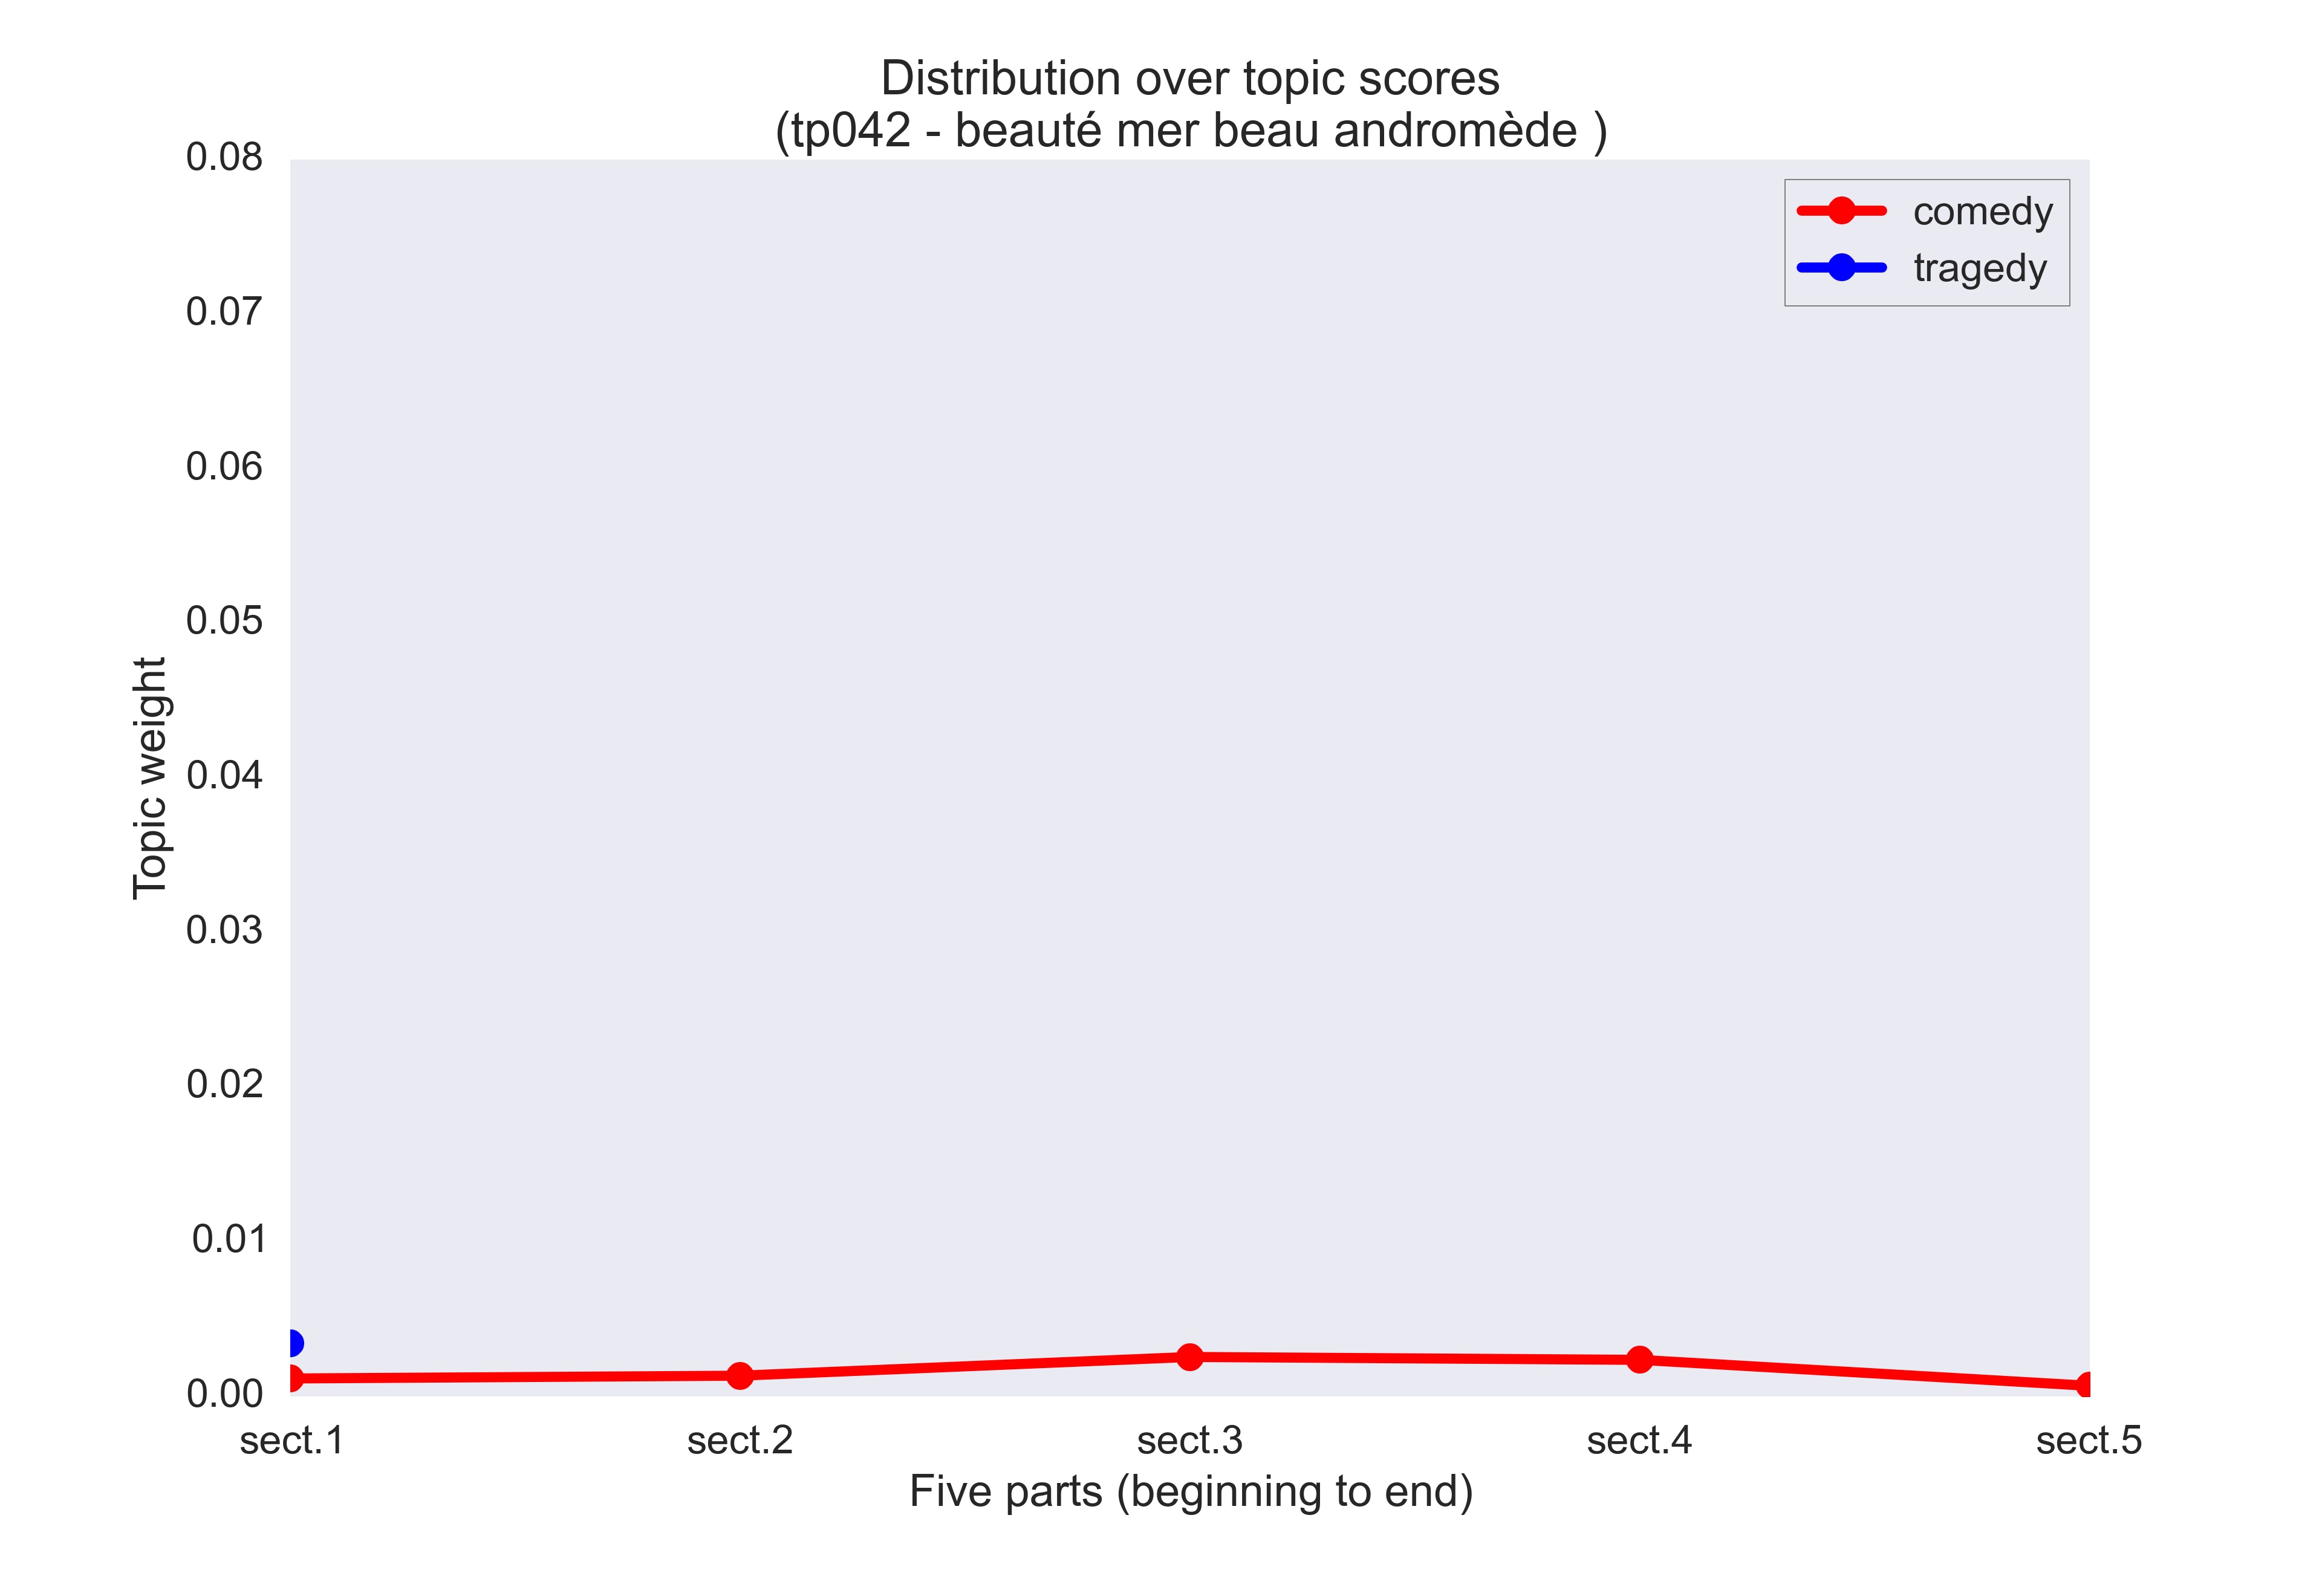 Distribution over topic scores
(tp042 - beauté mer beau andromède )
comedy
tragedy
0.08
0.07
0.06
0.05
0.04
0.03
0.02
0.01
0.00
Topic weight
sect.1
sect.2
sect.3
sect.4
sect.5
Five parts (beginning to end)